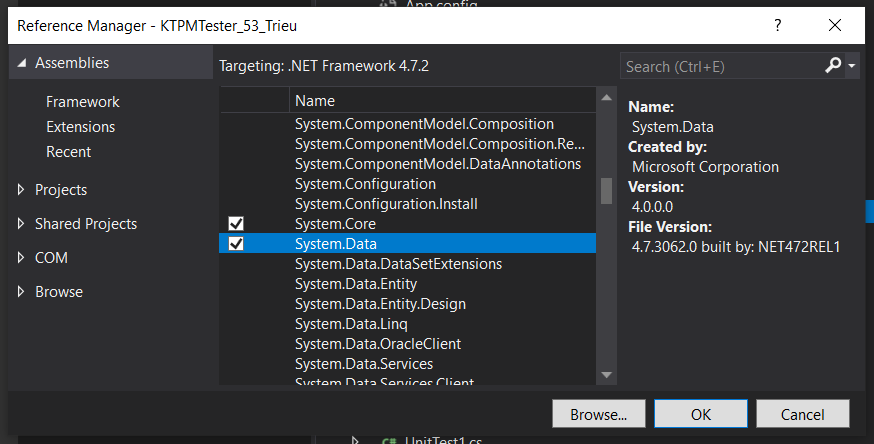 App.config
Reference Manager - KTPMTester_53_Trieu
?
Assemblies
Framework
Extensions
Recent
Projects
Shared Projects
COM
Browse
Targeting: .NET Framework 4.7.2
Search (Ctrl+E)
Name
System.ComponentModel.Composition
System.ComponentModel.Composition.Re...
System.ComponentModel.DataAnnotations
System.Configuration
System.Configuration.Install
System.Core
System.Data
System.Data.DataSetExtensions
System.Data.Entity
System.Data.Entity.Design
System.Data.Linq
System.Data.OracleClient
System.Data.Services
System.Data.Services.Client
Name:
System.Data
Created by:
Microsoft Corporation
Version:
4.0.0.0
File Version:
4.7.3062.0 built by: NET472REL1
Browse...
OK
Cancel
C# UnitTest1.cs